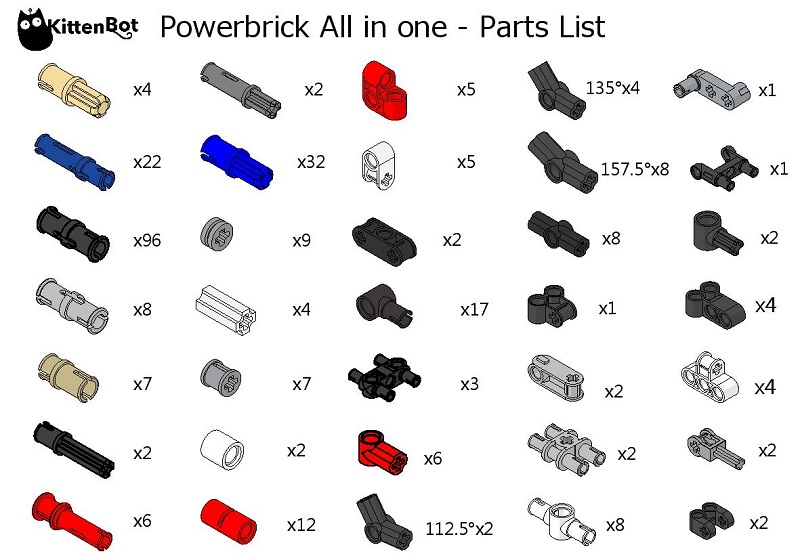 KittenBot Powerbrick All in one - Parts List
x4 x2 x5 135°x4 x1
x22 x32 x5 157.5°x8 x1
x96 x9 x2 x8 x2
x8 x4 x17 x1 x4
x7 x7 x3 x2 x4
x2 x2 x6 x2 x2
x6 x12 112.5°x2 x8 x2